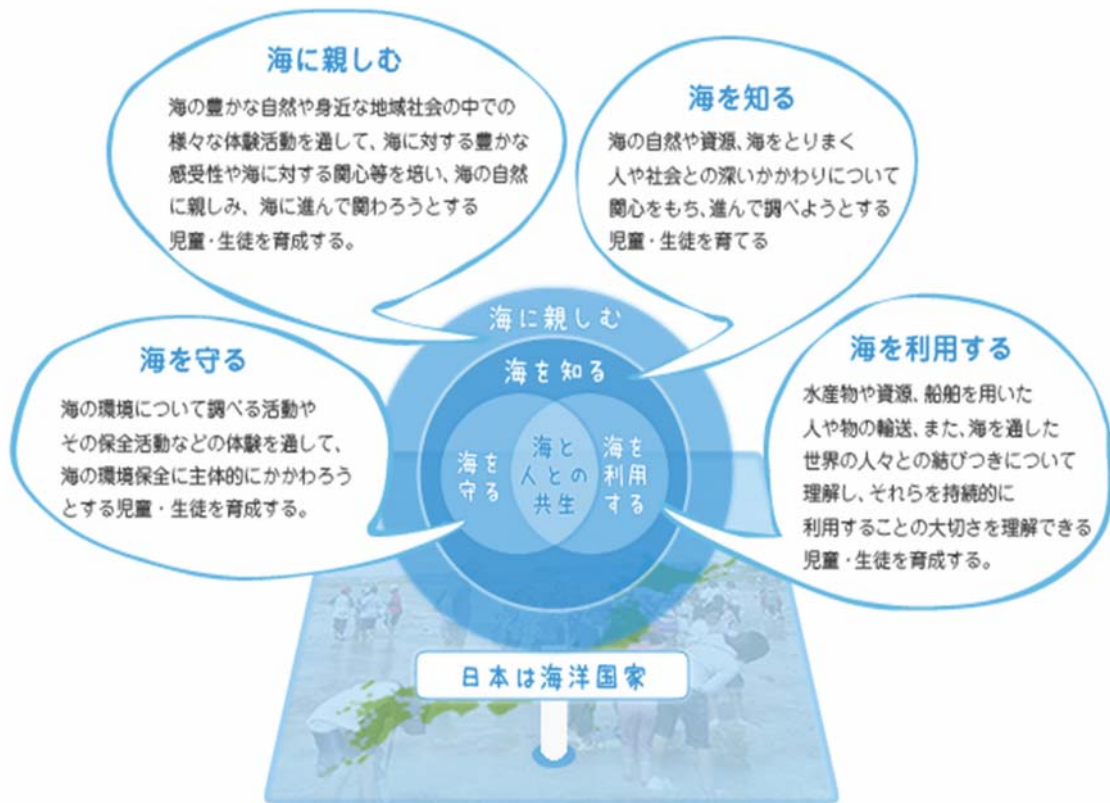 海に親しむ
海の豊かな自然や身近な地域社会の中での
様々な体験活動を通して、海に対する豊かな
感受性や海に対する関心等を培い、海の自然
に親しみ、海に進んで関わろうとする
児童・生徒を育成する。
海を知る
海の自然や資源、海をとりまく
人や社会との深いかかわりについて
関心をもち、進んで調べようとする
児童・生徒を育てる
海を守る
海の環境について調べる活動や
その保全活動などの体験を通して、
海の環境保全に主体的にかかわろう
とする児童・生徒を育成する。
海を利用する
水産物や資源、船舶を用いた
人や物の輸送、また、海を通した
世界の人々との結びつきについて
理解し、それらを持続的に
利用することの大切さを理解できる
児童・生徒を育成する。
海に親しむ
海を知る
海を
守る
海と
人との
共生
海を
利用
する
日本は海洋国家